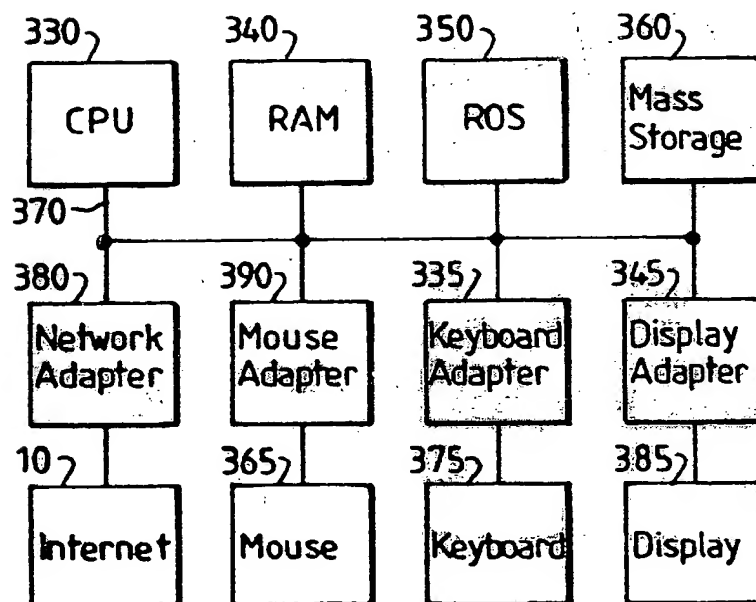 330 340 350 360
CPU RAM ROS Mass Storage
370
380 390 335 345
Network Adapter Mouse Adapter Keyboard Adapter Display Adapter
10 365 375 385
Internet Mouse Keyboard Display